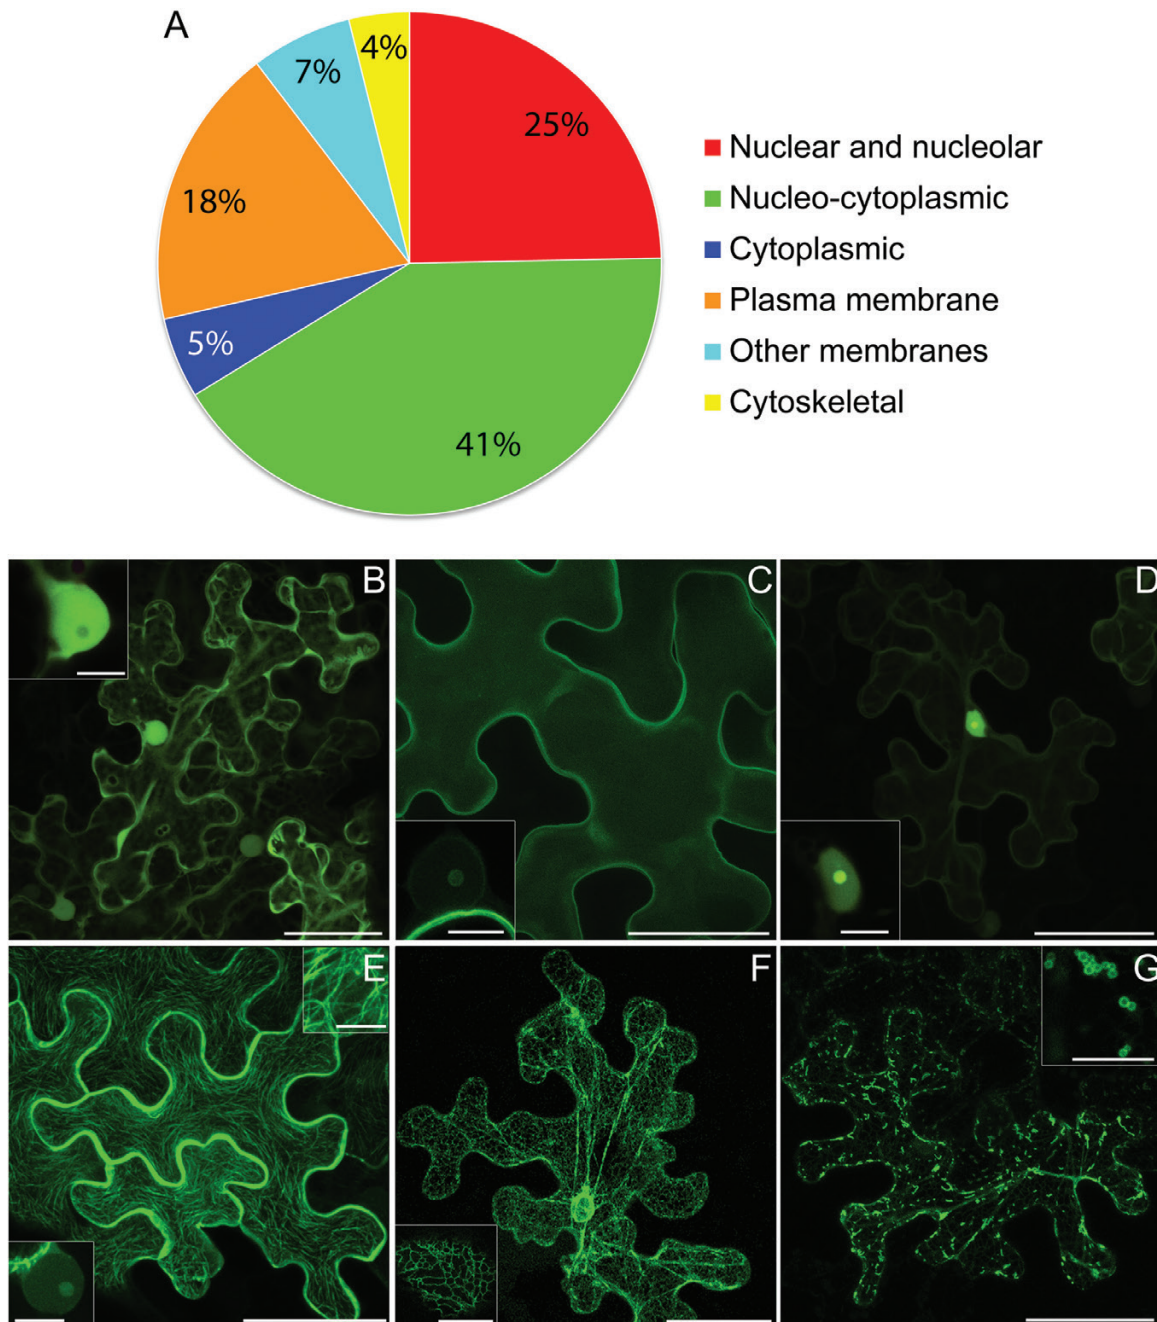 A
4%
7%
25%
18%
5%
41%
Nuclear and nucleolar
Nucleo-cytoplasmic
Cytoplasmic
Plasma membrane
Other membranes
Cytoskeletal
B
C
D
E
F
G